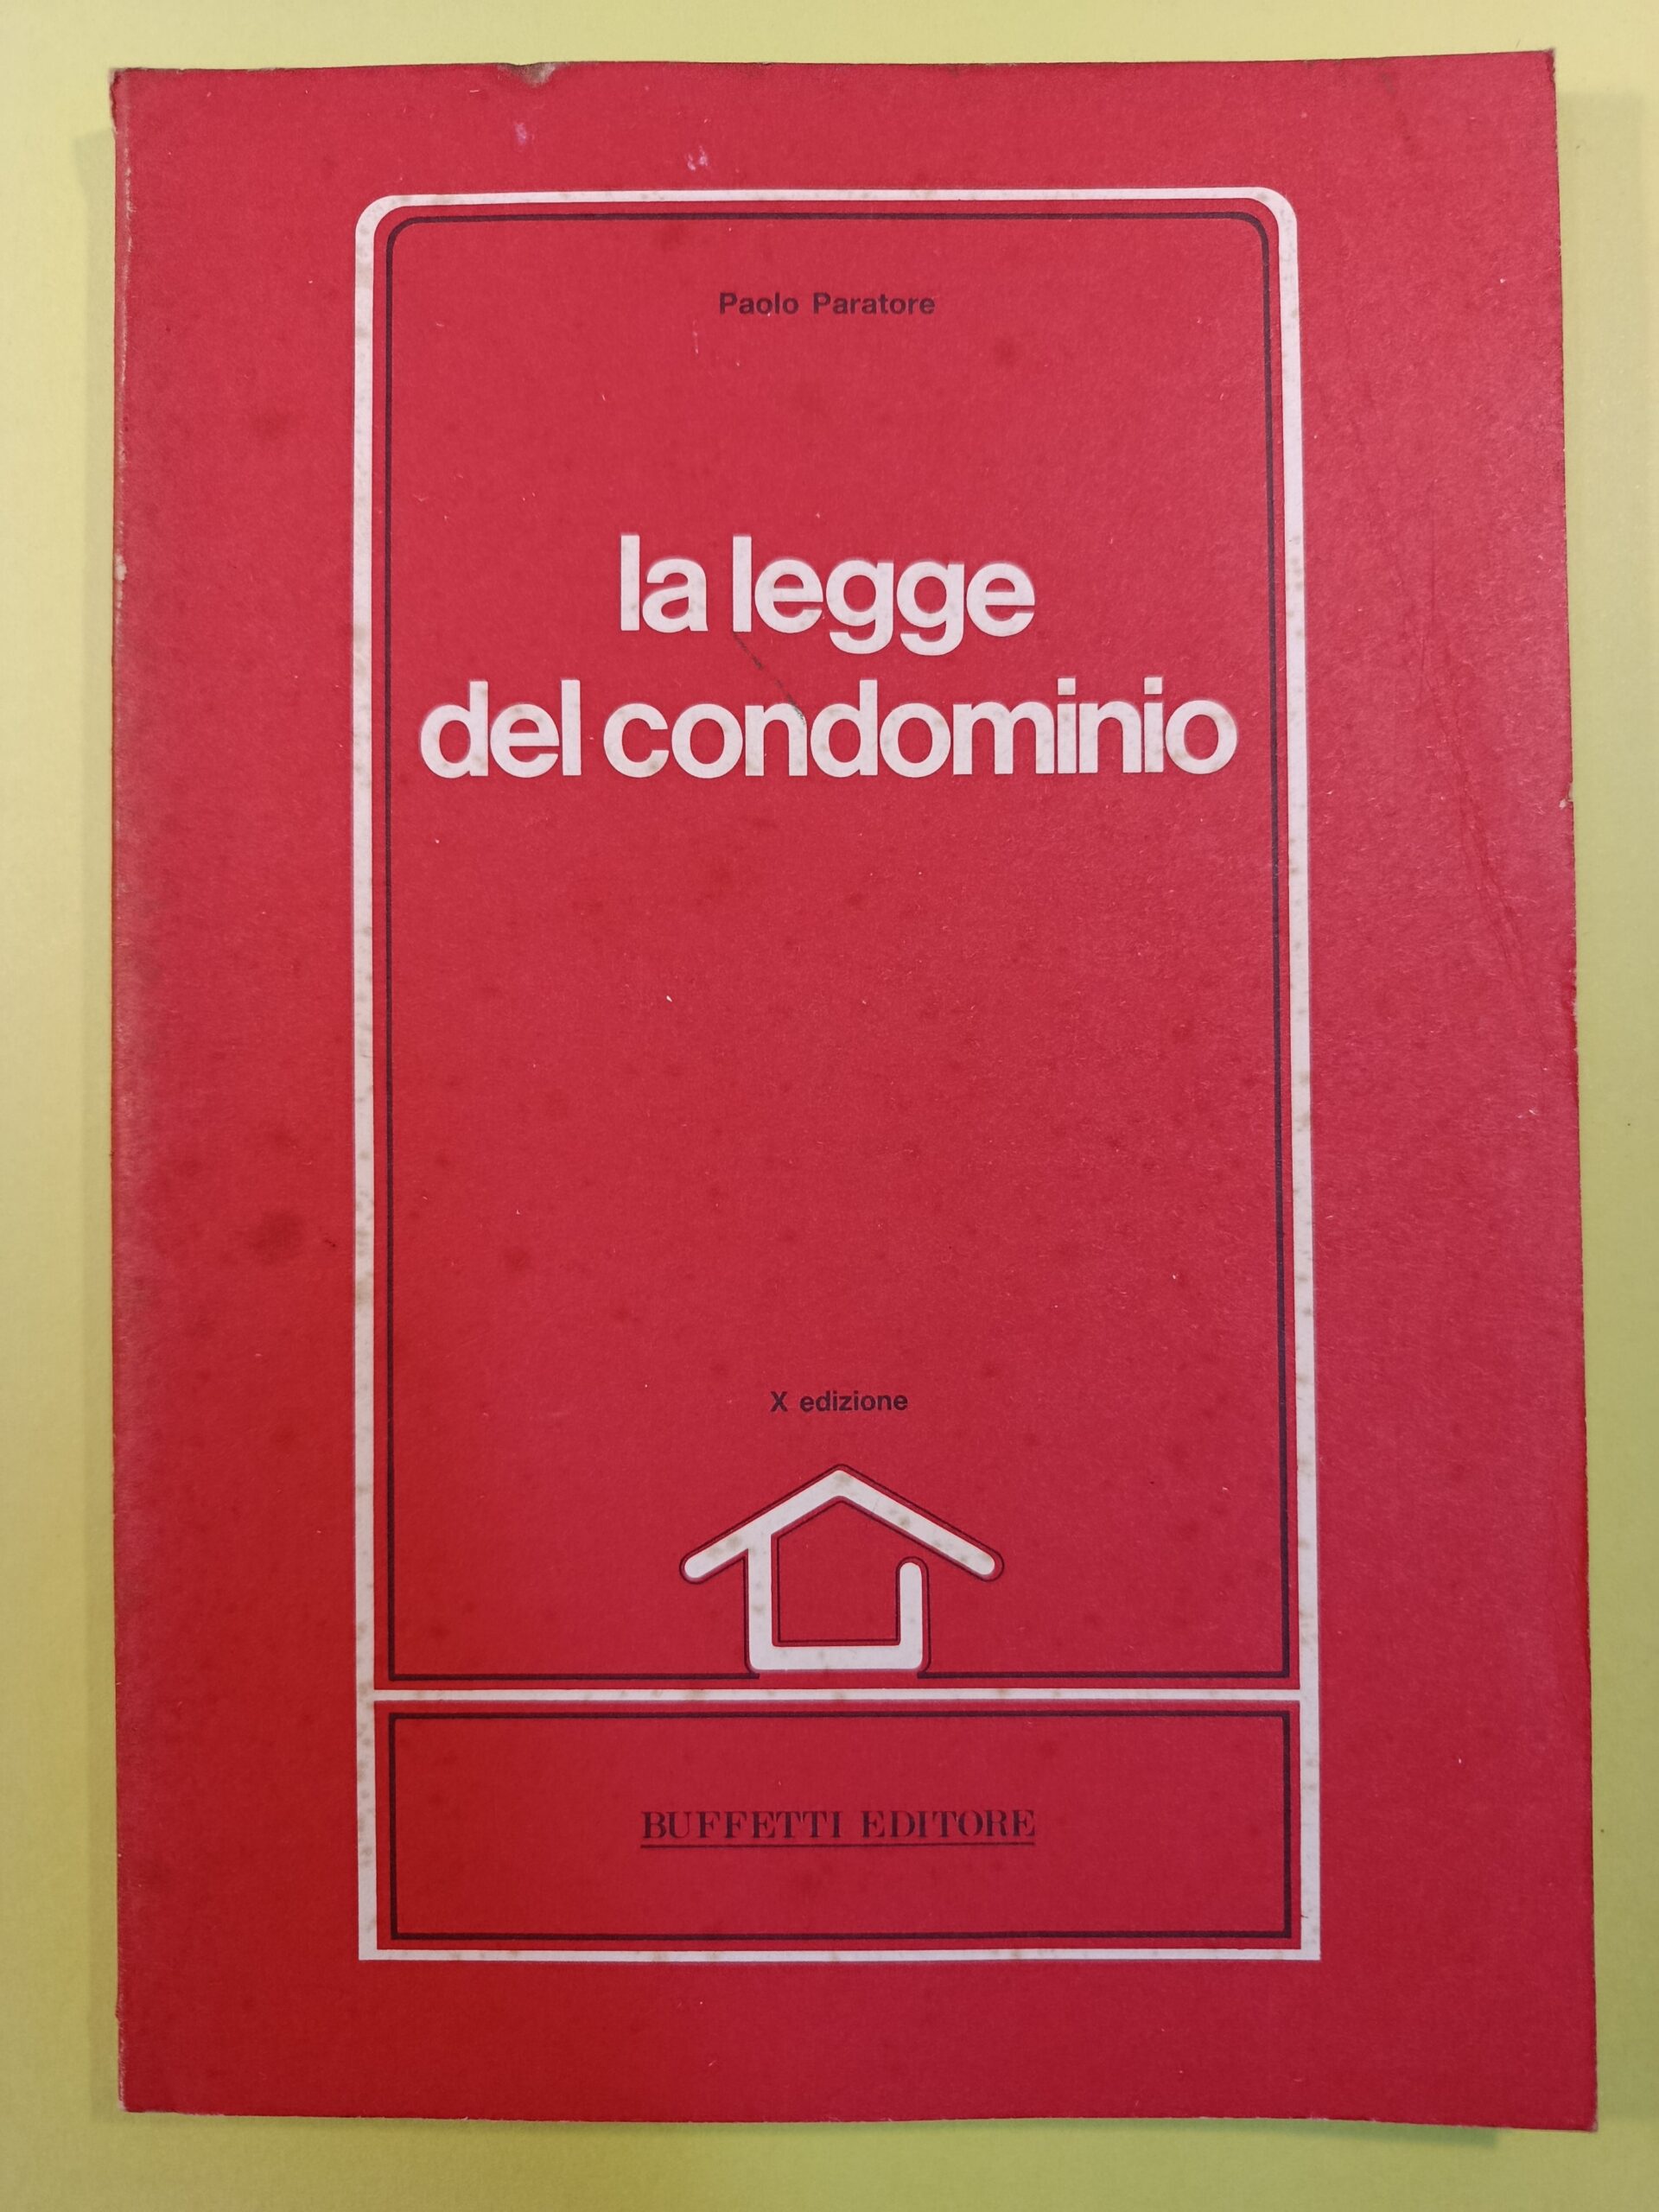 Paolo Paratore
la legge
del condominio
X edizione
BUFFETTI EDITORE